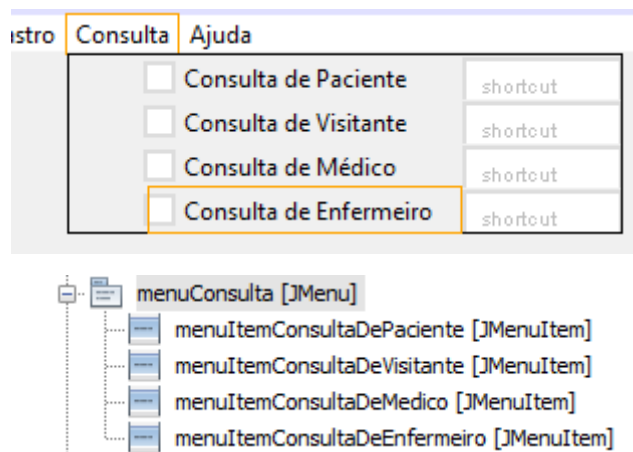 istro Consulta Ajuda
Consulta de Paciente shortcut
Consulta de Visitante shortcut
Consulta de Médico shortcut
Consulta de Enfermeiro shortcut
menuConsulta [JMenu]
menuItemConsultaDePaciente [JMenuItem]
menuItemConsultaDeVisitante [JMenuItem]
menuItemConsultaDeMedico [JMenuItem]
menuItemConsultaDeEnfermeiro [JMenuItem]